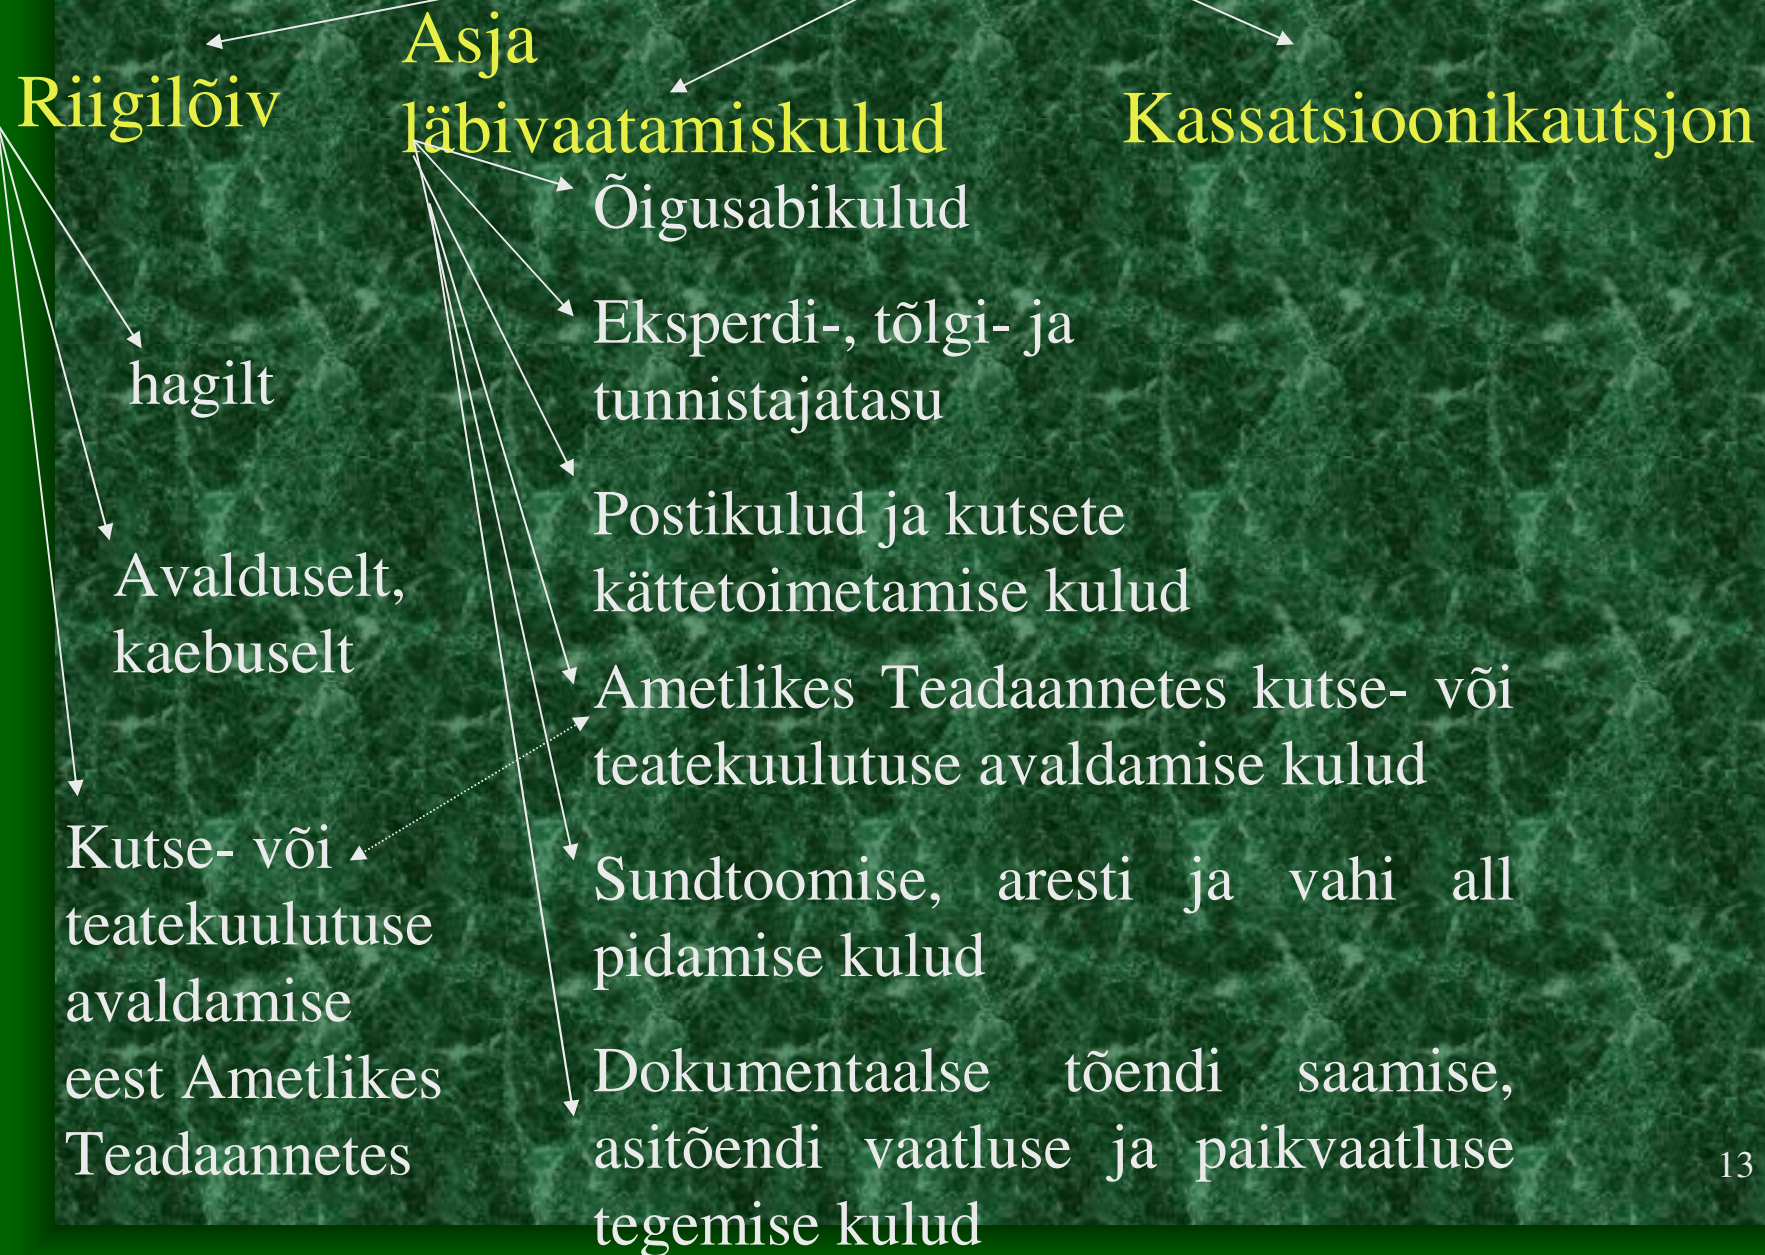 Riigilõiv
hagilt
Avalduselt,
kaebuselt
Kutse- või
teatekuulutuse
avaldamise
eest Ametlikes
Teadaannetes
Asja
läbivaatamiskulud
Õigusabikulud
Eksperdi-, tõlgi- ja
tunnistajatasu
Postikulud ja kutsete
kättetoimetamise kulud
Ametlikes Teadaannetes kutse- või
teatekuulutuse avaldamise kulud
Sundtoomise, aresti ja vahi all
pidamise kulud
Dokumentaalse tõendi saamise,
asitõendi vaatluse ja paikvaatluse
tegemise kulud
Kassatsioonikautsjon
13